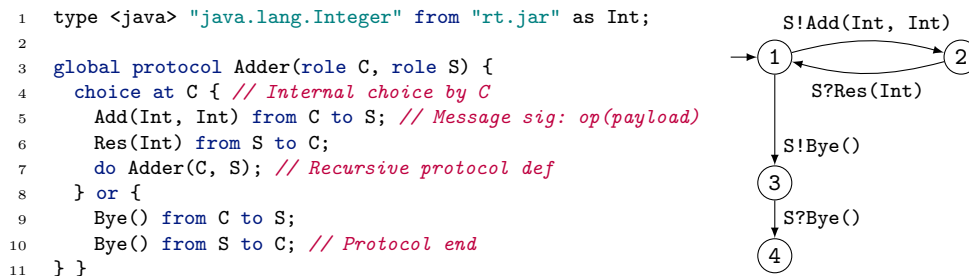 1 type <java> "java.lang.Integer" from "rt.jar" as Int;
2
3 global protocol Adder(role C, role S) {
4 choice at C { // Internal choice by C
5 Add(Int, Int) from C to S; // Message sig: op(payload)
6 Res(Int) from S to C;
7 do Adder(C, S); // Recursive protocol def
8 } or {
9 Bye() from C to S;
10 Bye() from S to C; // Protocol end
11 } }
S!Add(Int, Int)
1
2
S?Res(Int)
S!Bye()
3
S?Bye()
4